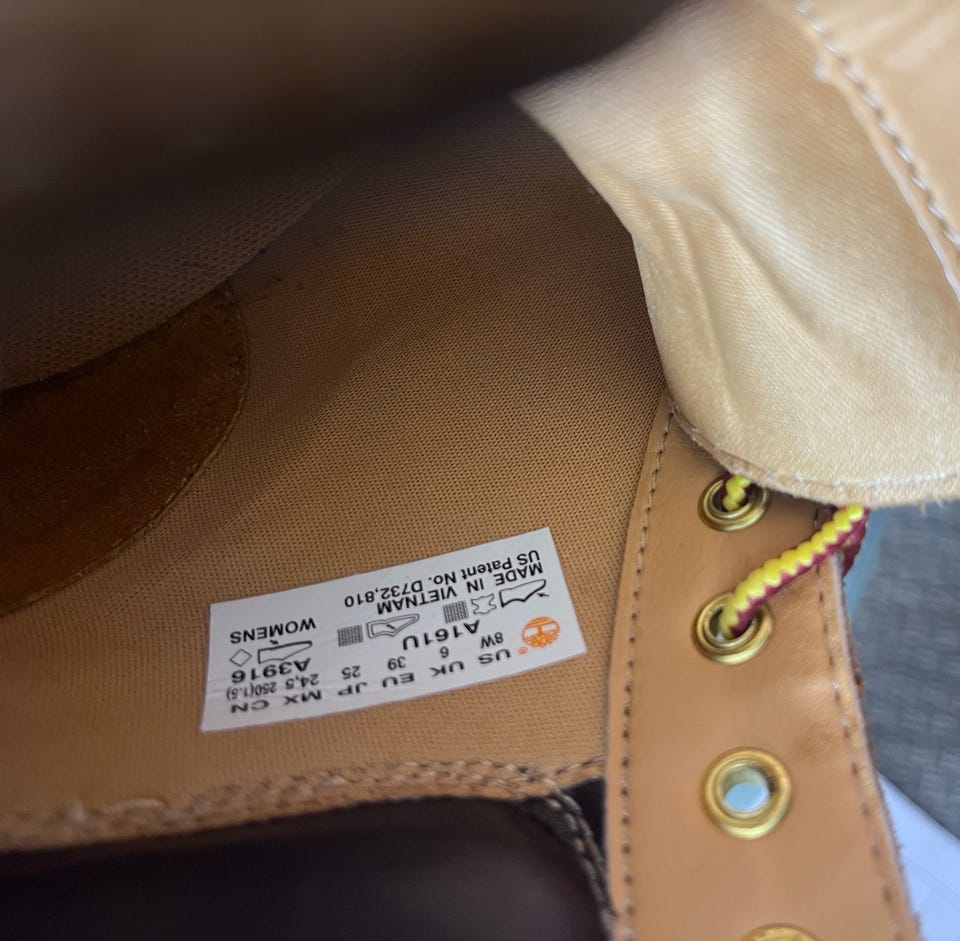 US UK EU JP MX CN
8W 6 39 25 24,5 250(1.5)
A161U A3916
WOMENS
MADE IN VIETNAM
US Patent No. D732,810